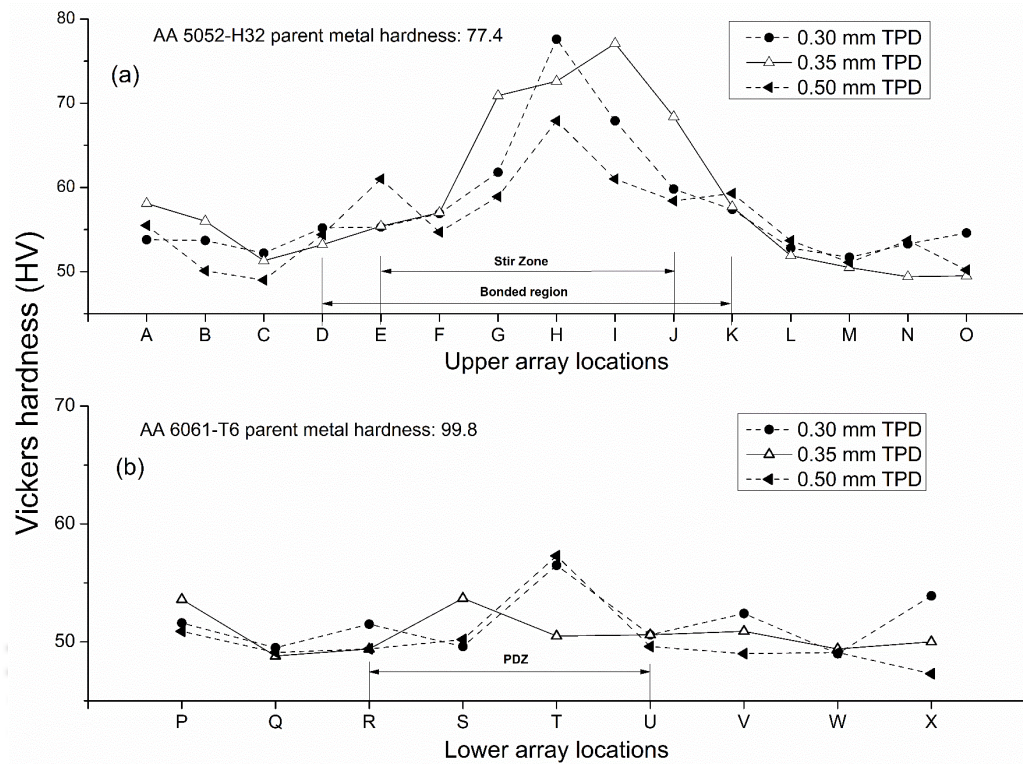 Vickers hardness (HV)
80
70
60
50
AA 5052-H32 parent metal hardness: 77.4
(a)
0.30 mm TPD
0.35 mm TPD
0.50 mm TPD
Stir Zone
Bonded region
A B C D E F G H I J K L M N O
Upper array locations
70
60
50
AA 6061-T6 parent metal hardness: 99.8
(b)
0.30 mm TPD
0.35 mm TPD
0.50 mm TPD
PDZ
P Q R S T U V W X
Lower array locations